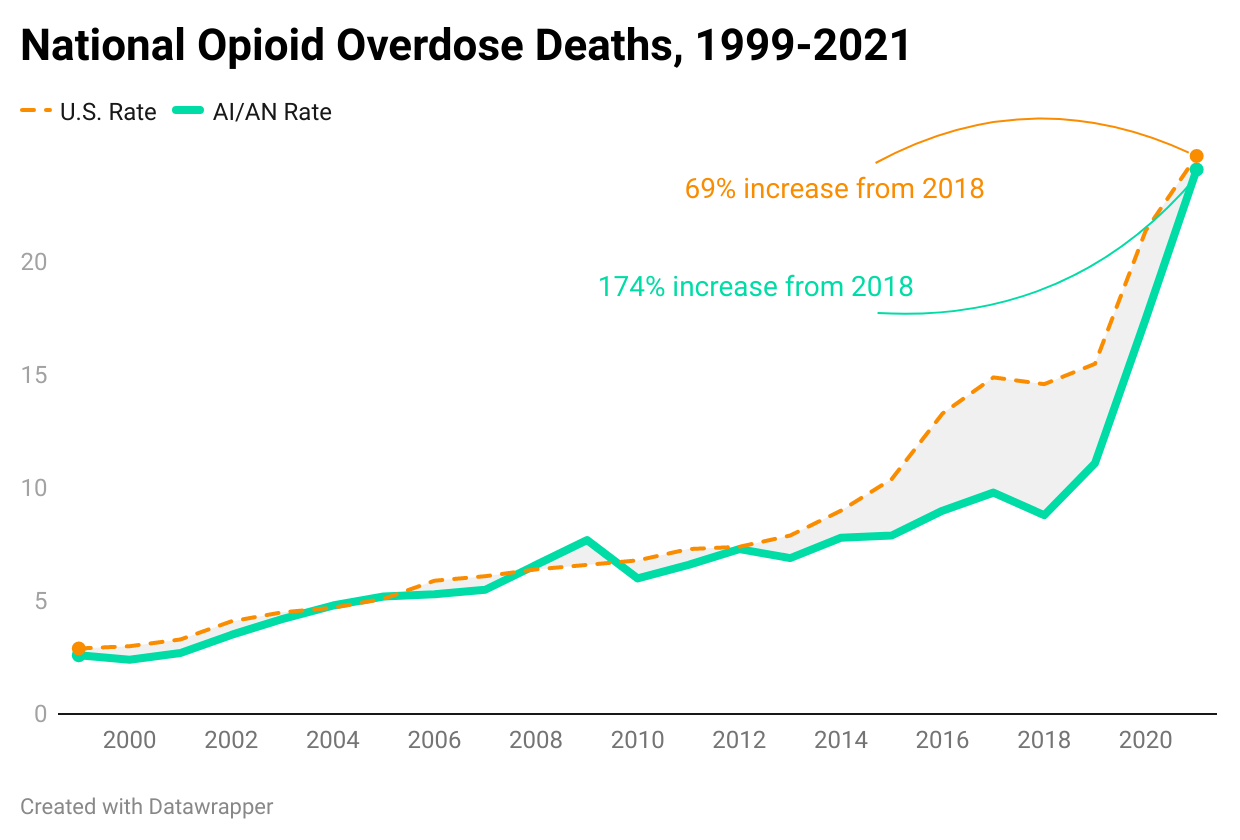 National Opioid Overdose Deaths, 1999-2021
U.S. Rate AI/AN Rate
69% increase from 2018
20
174% increase from 2018
15
10
5
0
2000 2002 2004 2006 2008 2010 2012 2014 2016 2018 2020
Created with Datawrapper